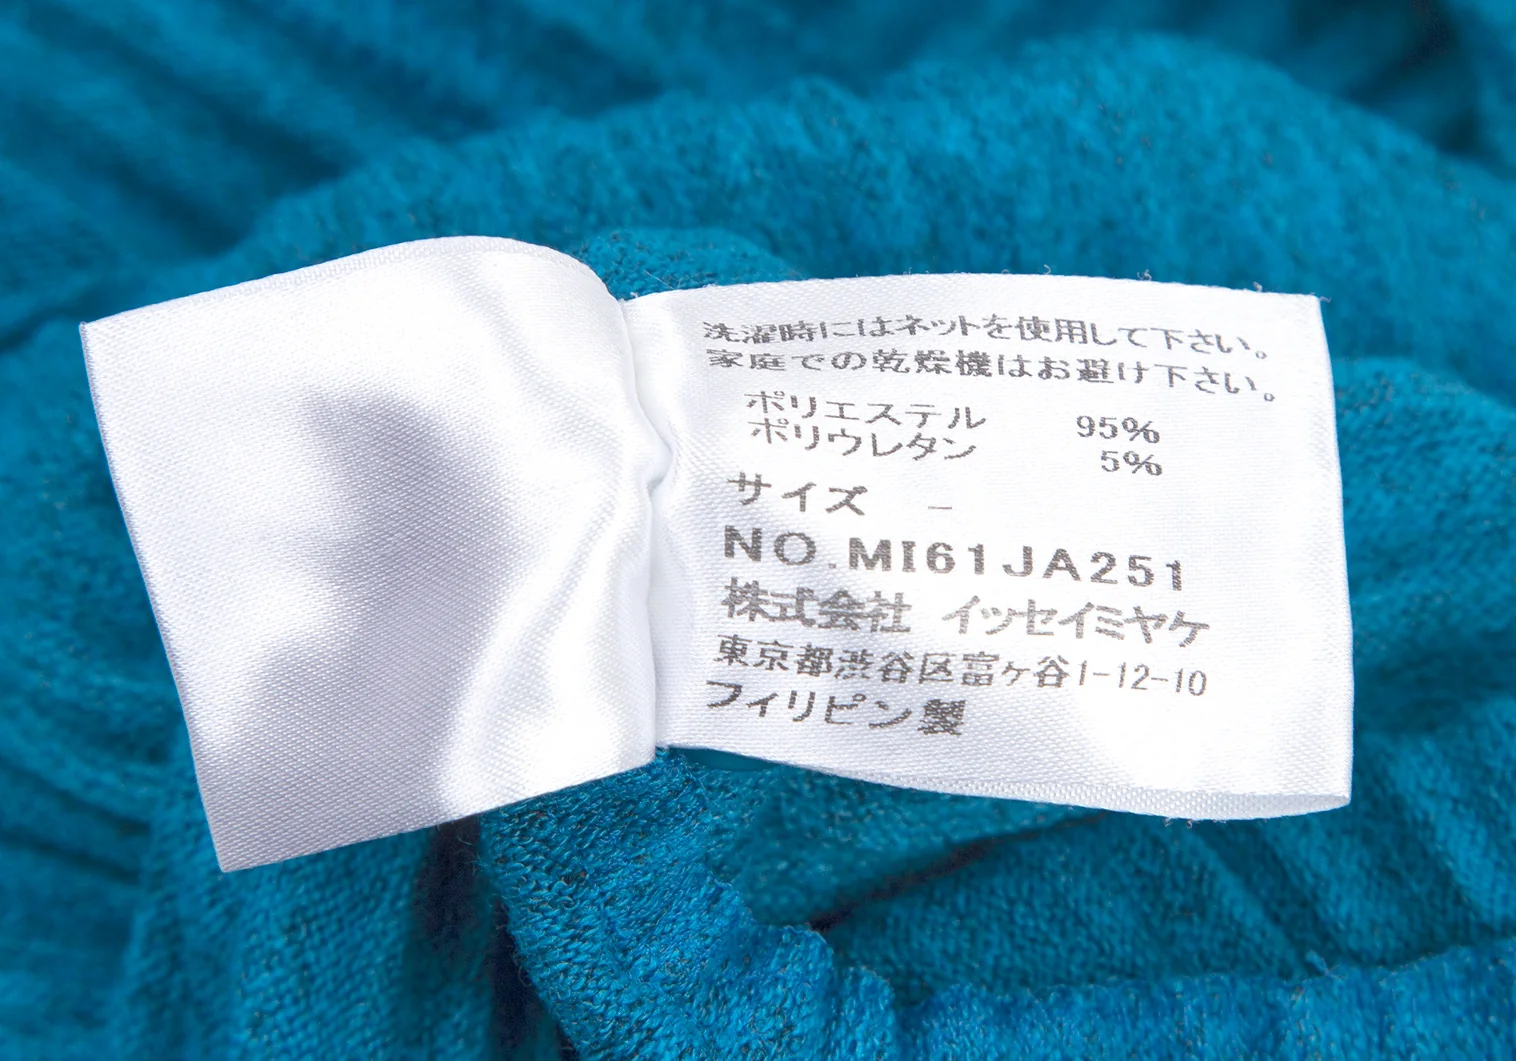 洗濯時にはネットを使用して下さい。
家庭での乾燥機はお避け下さい。
ポリエステル 95%
ポリウレタン 5%
サイズ -
NO.MI61JA251
株式会社 イッセイミヤケ
東京都渋谷区富ヶ谷1-12-10
フィリピン製